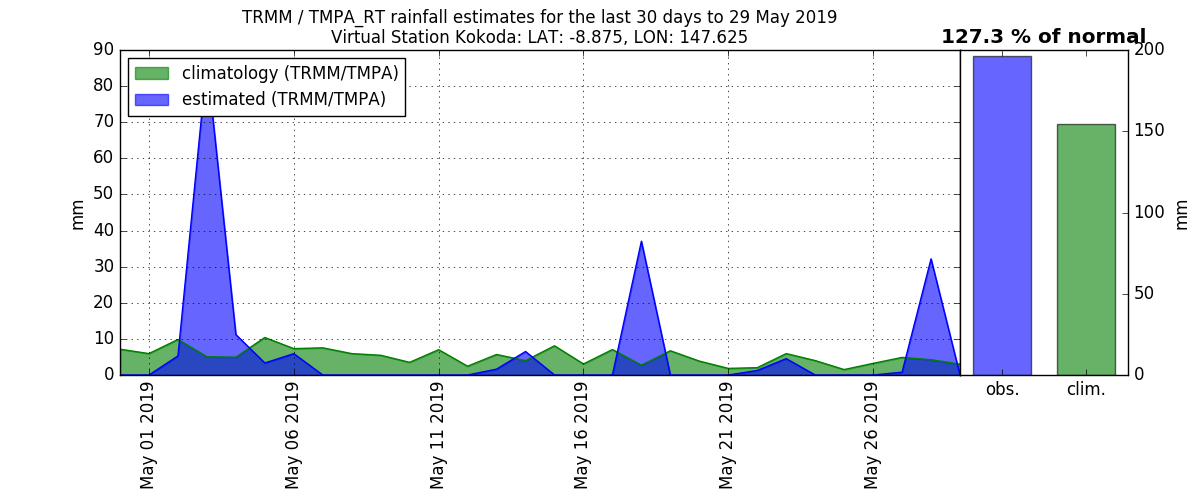 TRMM / TMPA_RT rainfall estimates for the last 30 days to 29 May 2019
Virtual Station Kokoda: LAT: -8.875, LON: 147.625
127.3 % of normal
climatology (TRMM/TMPA)
estimated (TRMM/TMPA)
90
80
70
60
50
40
30
20
10
0
mm
May 01 2019
May 06 2019
May 11 2019
May 16 2019
May 21 2019
May 26 2019
obs.
clim.
200
150
100
50
0
mm